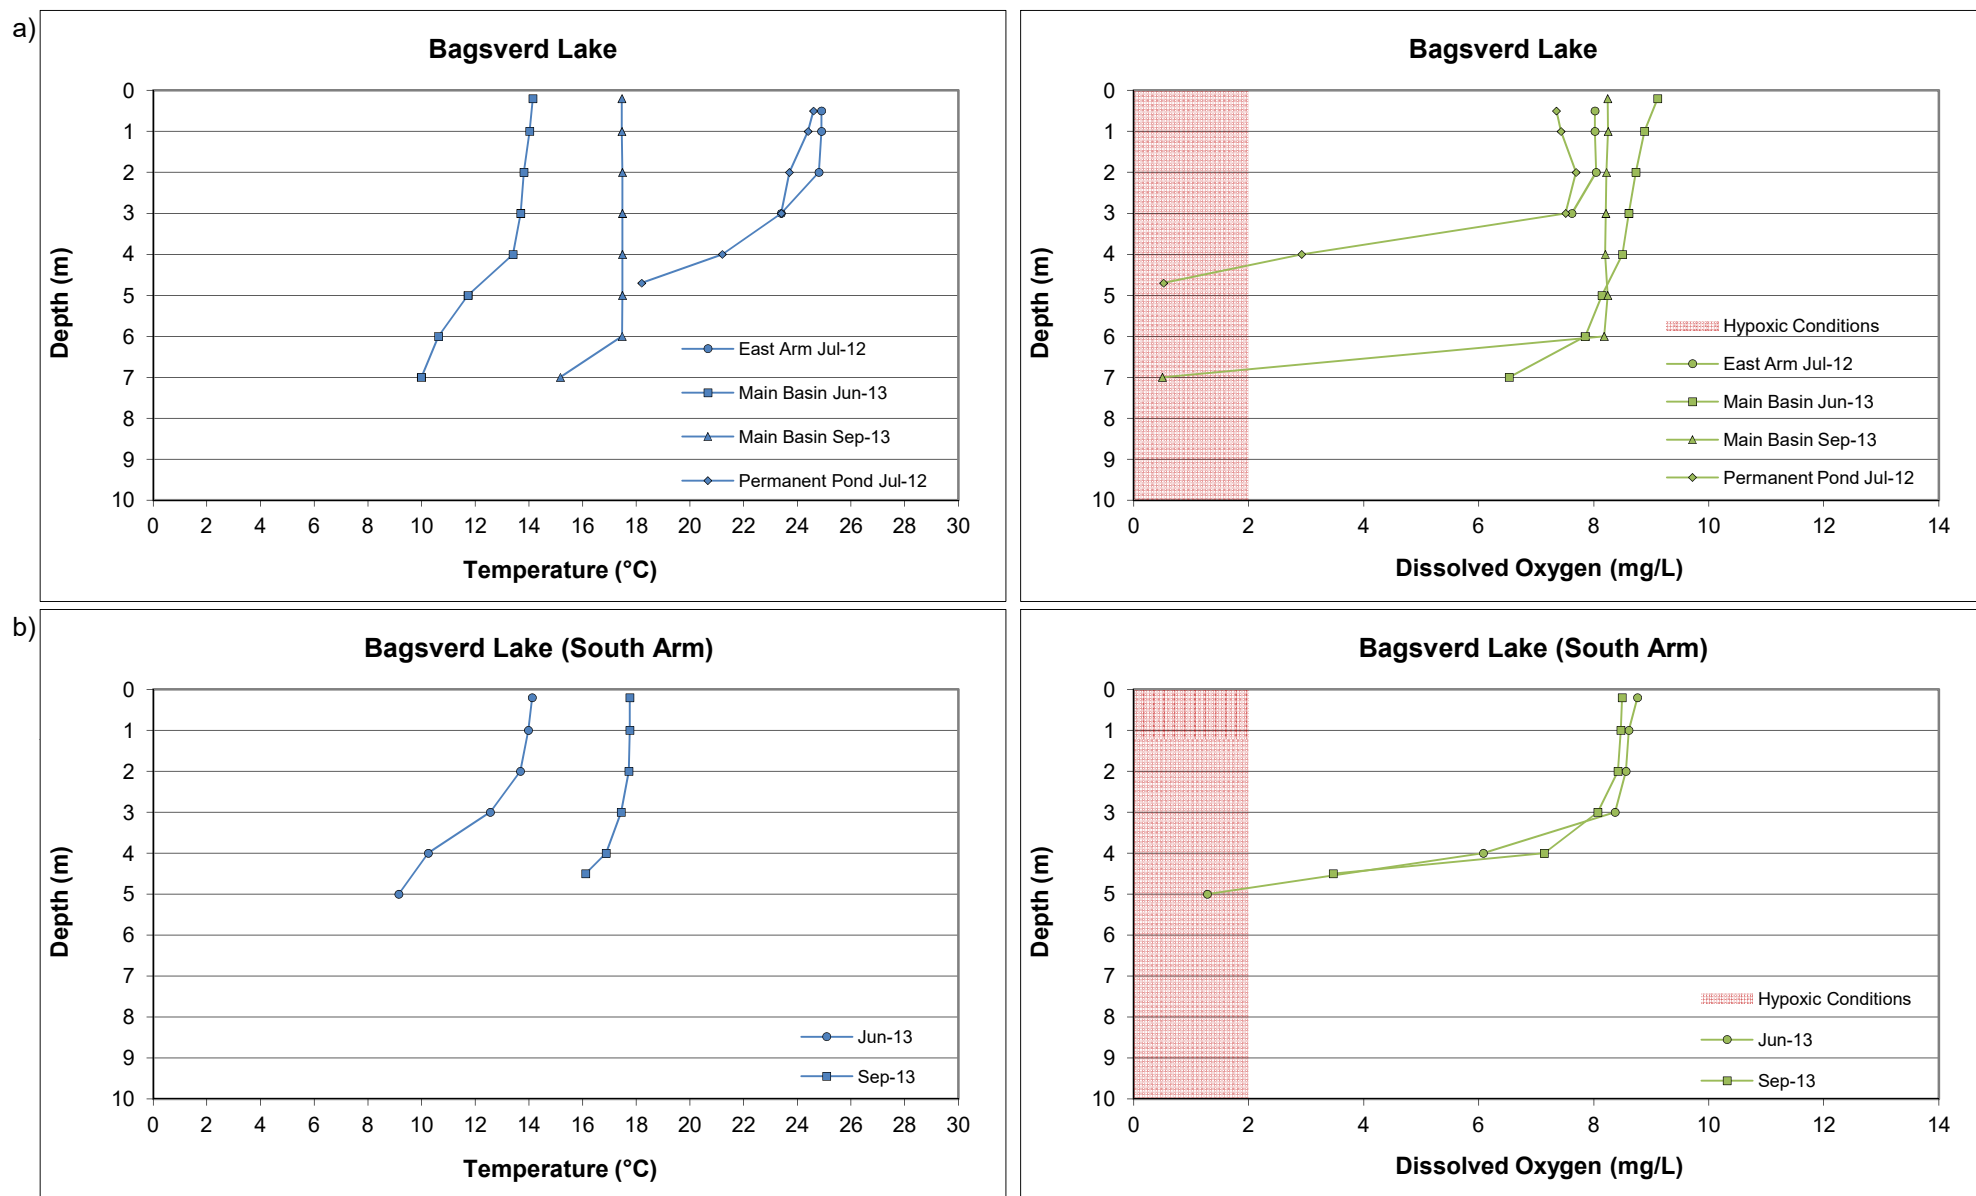 a)
Bagsverd Lake
0
1
2
3
4
5
6
7
8
9
10
Depth (m)
East Arm Jul-12
Main Basin Jun-13
Main Basin Sep-13
Permanent Pond Jul-12
0 2 4 6 8 10 12 14 16 18 20 22 24 26 28 30
Temperature (°C)
Bagsverd Lake
0
1
2
3
4
5
6
7
8
9
10
Depth (m)
Hypoxic Conditions
East Arm Jul-12
Main Basin Jun-13
Main Basin Sep-13
Permanent Pond Jul-12
0 2 4 6 8 10 12 14
Dissolved Oxygen (mg/L)
b)
Bagsverd Lake (South Arm)
0
1
2
3
4
5
6
7
8
9
10
Depth (m)
Jun-13
Sep-13
0 2 4 6 8 10 12 14 16 18 20 22 24 26 28 30
Temperature (°C)
Bagsverd Lake (South Arm)
0
1
2
3
4
5
6
7
8
9
10
Depth (m)
Hypoxic Conditions
Jun-13
Sep-13
0 2 4 6 8 10 12 14
Dissolved Oxygen (mg/L)